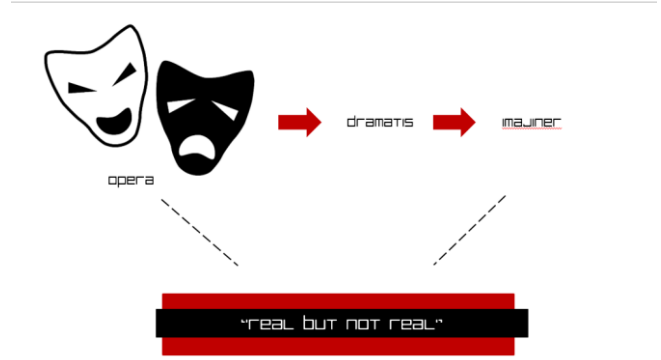 dramatis
imajiner
opera
"real but not real"